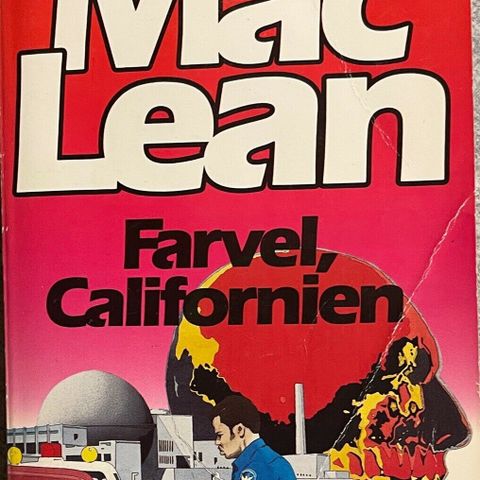 Mac
Lean
Farvel,
Californien